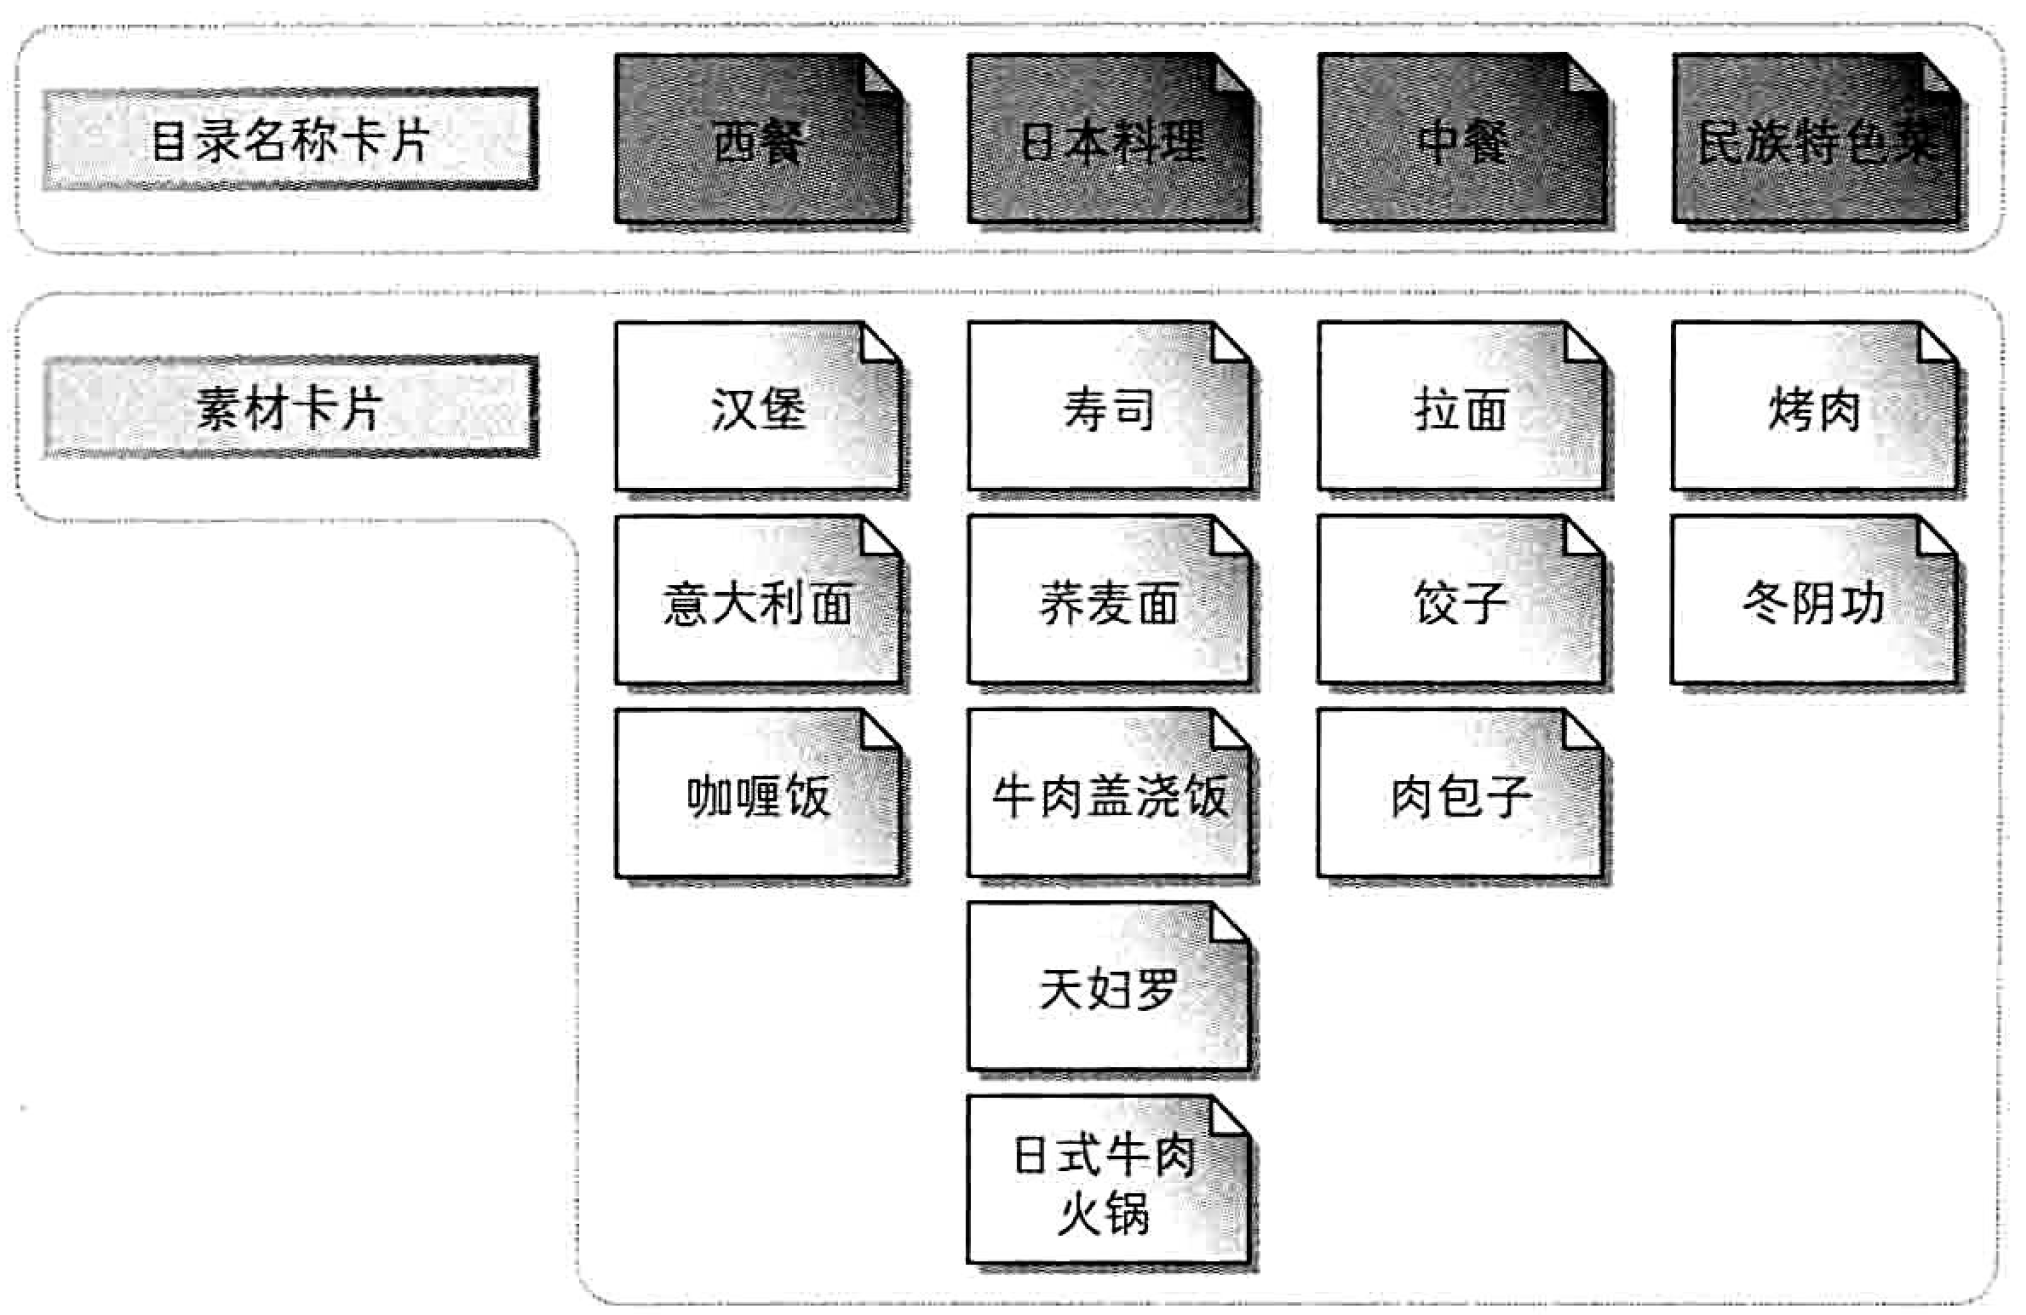 目录名称卡片
西餐
日本料理
中餐
民族特色菜
素材卡片
汉堡
寿司
拉面
烤肉
意大利面
荞麦面
饺子
冬阴功
咖喱饭
牛肉盖浇饭
肉包子
天妇罗
日式牛肉
火锅